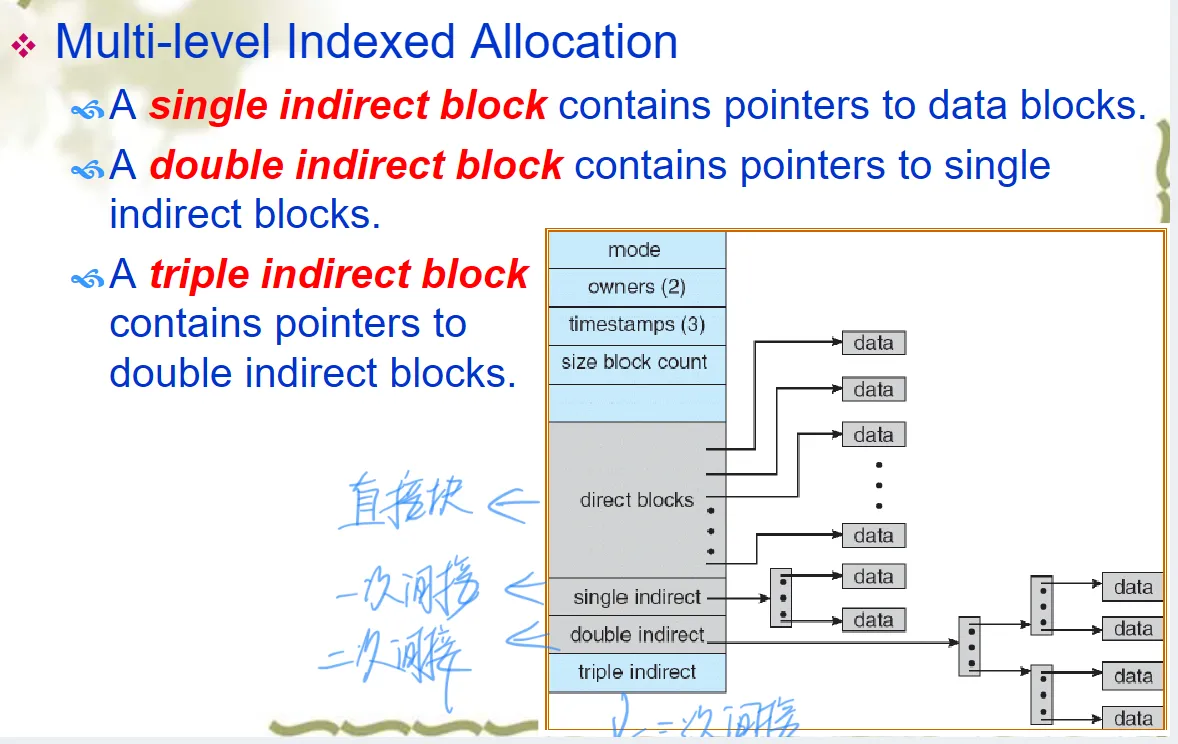 Multi-level Indexed Allocation
A single indirect block contains pointers to data blocks.
A double indirect block contains pointers to single
indirect blocks.
A triple indirect block
contains pointers to
double indirect blocks.
mode
owners (2)
timestamps (3)
size block count
direct blocks
single indirect
double indirect
triple indirect
data
data
data
data
data
data
data
data
data
data
直接块
一次间接
二次间接
三次间接